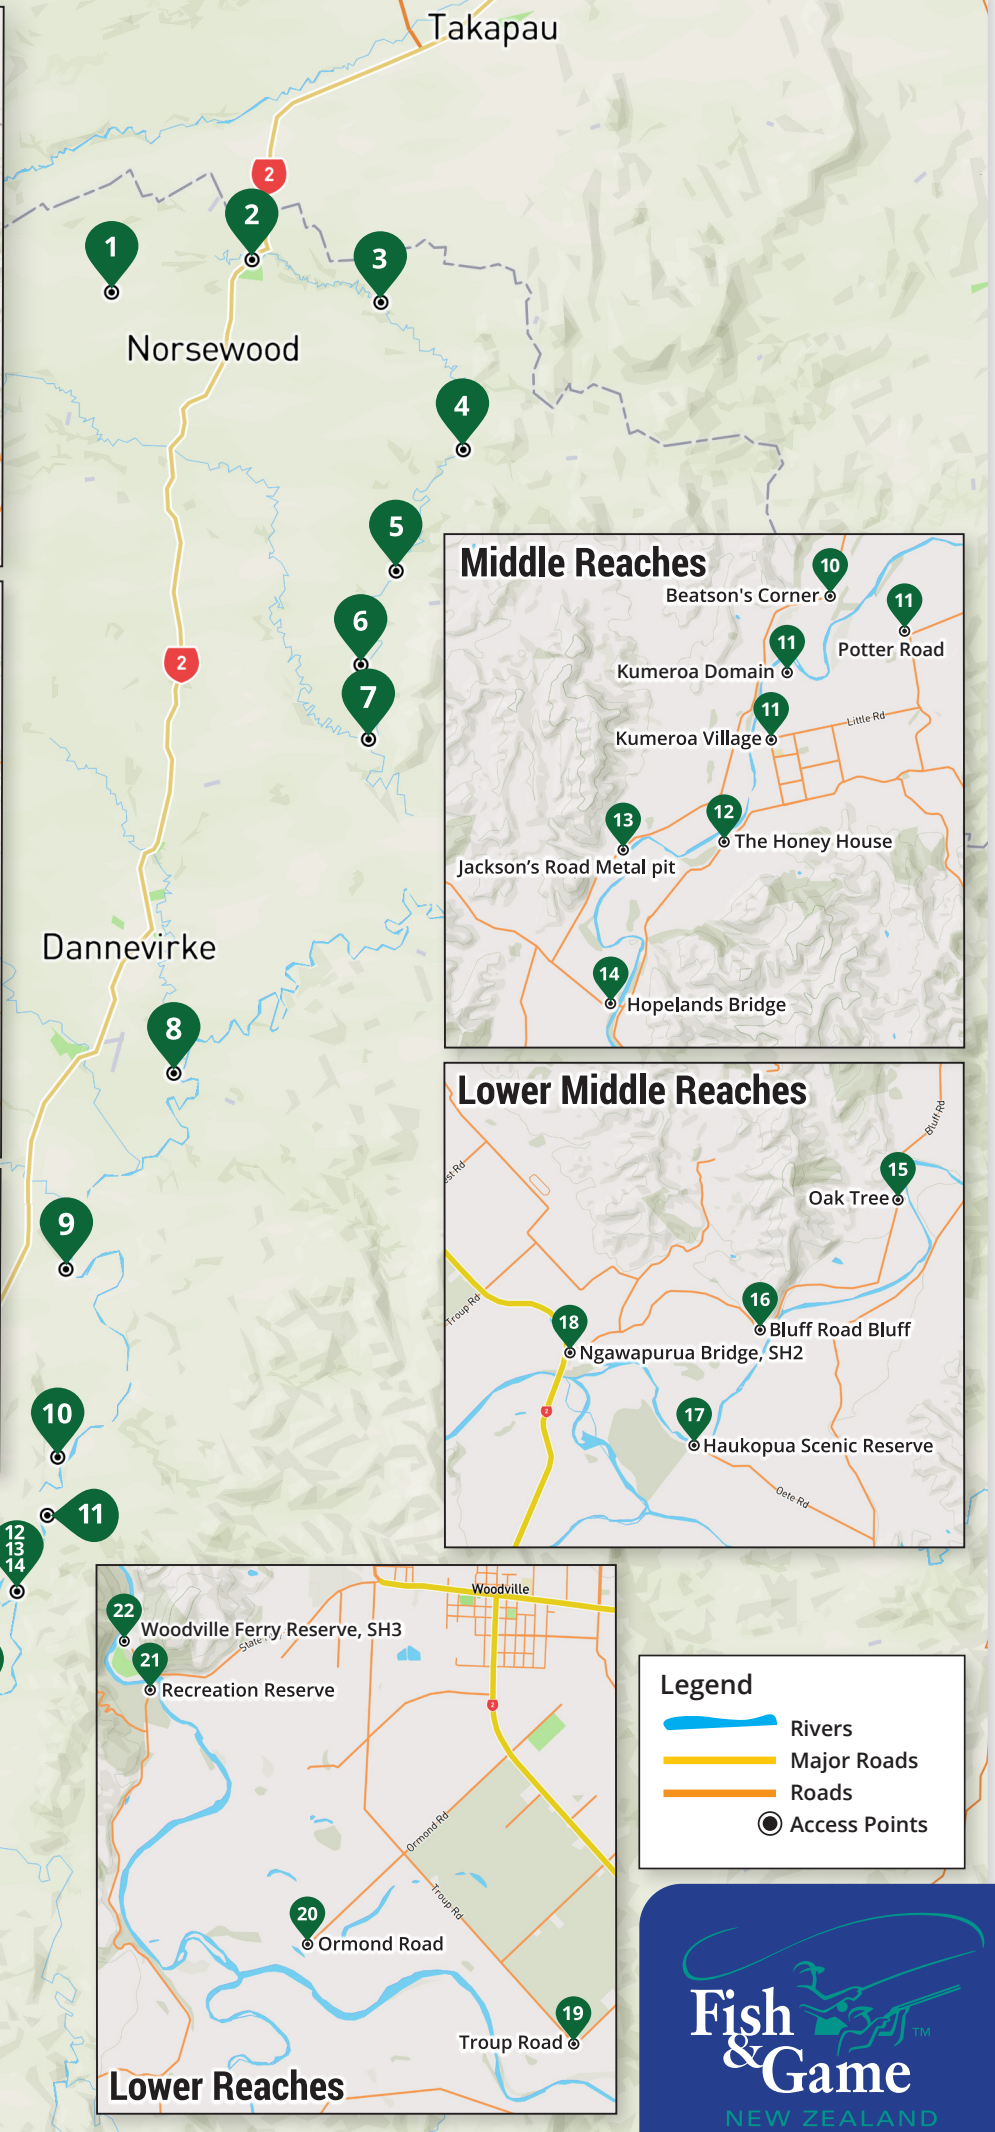 Takapau
2
2
1
3
Norsewood
4
5
6
2
7
Dannevirke
8
9
10
11
12
13
14
Middle Reaches
10
Beatson's Corner
11
Potter Road
11
Kumeroa Domain
11
Kumeroa Village
Little Rd
13
12
The Honey House
Jackson's Road Metal pit
14
Hopelands Bridge
Lower Middle Reaches
Bluff Rd
15
Oak Tree
Troup Rd
16
Bluff Road Bluff
18
Ngawapurua Bridge, SH2
2
17
Haukopua Scenic Reserve
Oete Rd
Woodville
22
Woodville Ferry Reserve, SH3
State
21
Recreation Reserve
2
Ormond Rd
Troup Rd
20
Ormond Road
19
Troup Road
Lower Reaches
Legend
Rivers
Major Roads
Roads
Access Points
Fish
&Game
TM
NEW ZEALAND